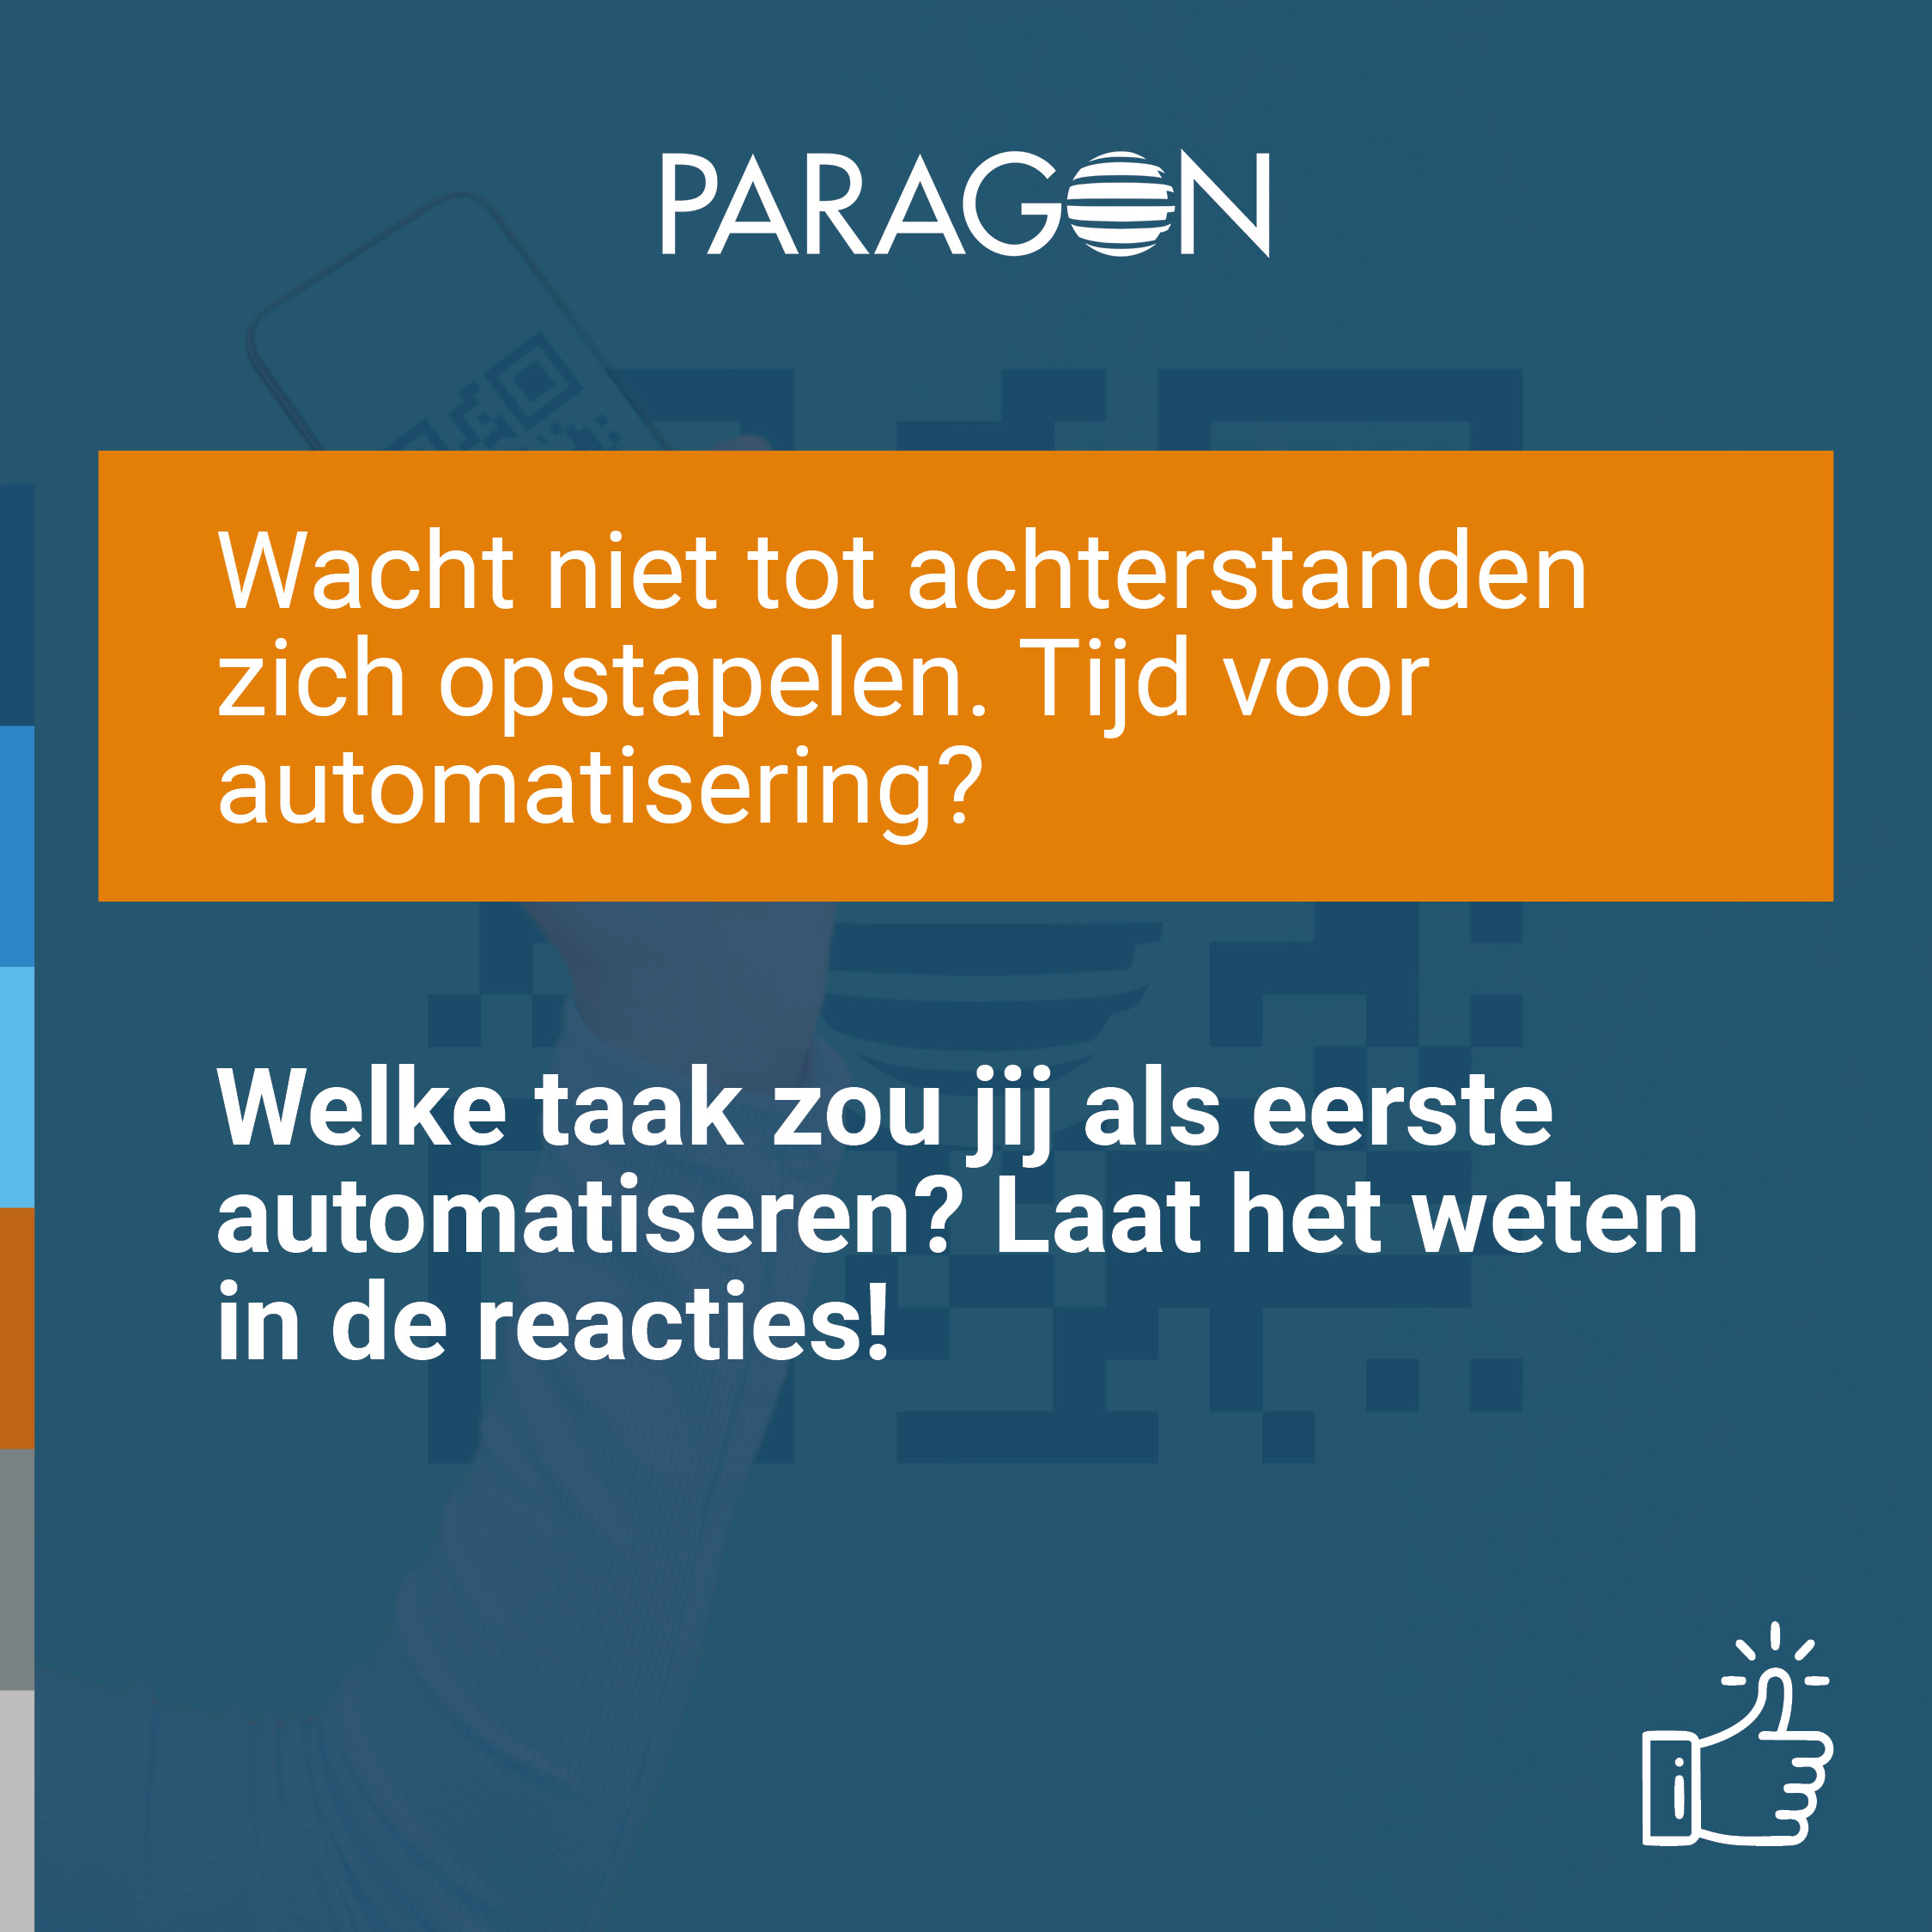 PARAGON
Wacht niet tot achterstanden
zich opstapelen. Tijd voor
automatisering?
Welke taak zou jij als eerste
automatiseren? Laat het weten
in de reacties!